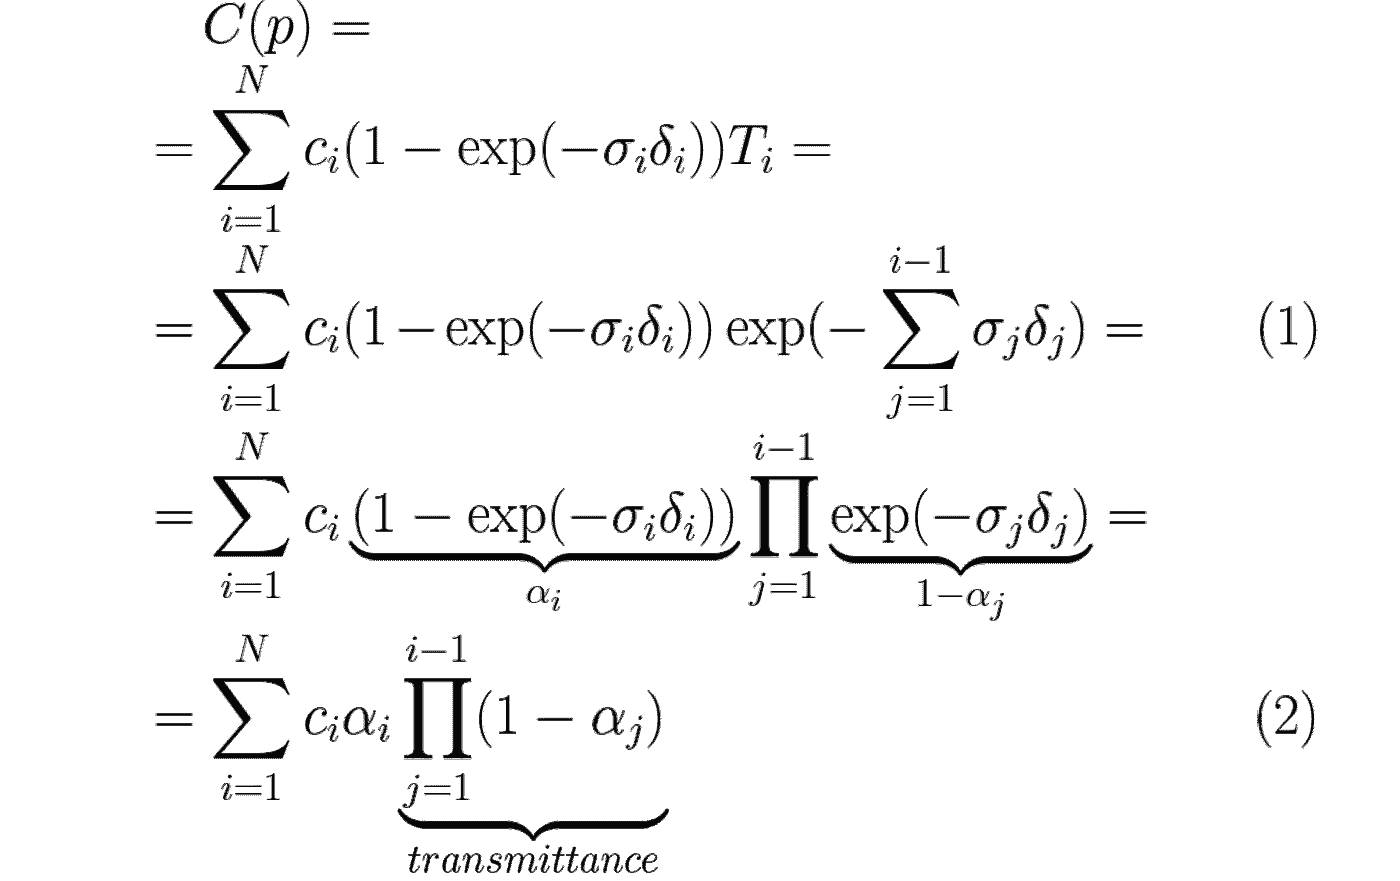 C(p) =
= \sum_{i=1}^{N} c_i(1 - \exp(-\sigma_i\delta_i))T_i =
= \sum_{i=1}^{N} c_i(1 - \exp(-\sigma_i\delta_i)) \exp(-\sum_{j=1}^{i-1} \sigma_j\delta_j) = (1)
= \sum_{i=1}^{N} c_i \underbrace{(1 - \exp(-\sigma_i\delta_i))}_{\alpha_i} \prod_{j=1}^{i-1} \underbrace{\exp(-\sigma_j\delta_j)}_{1-\alpha_j} =
= \sum_{i=1}^{N} c_i\alpha_i \underbrace{\prod_{j=1}^{i-1}(1 - \alpha_j)}_{transmittance} (2)